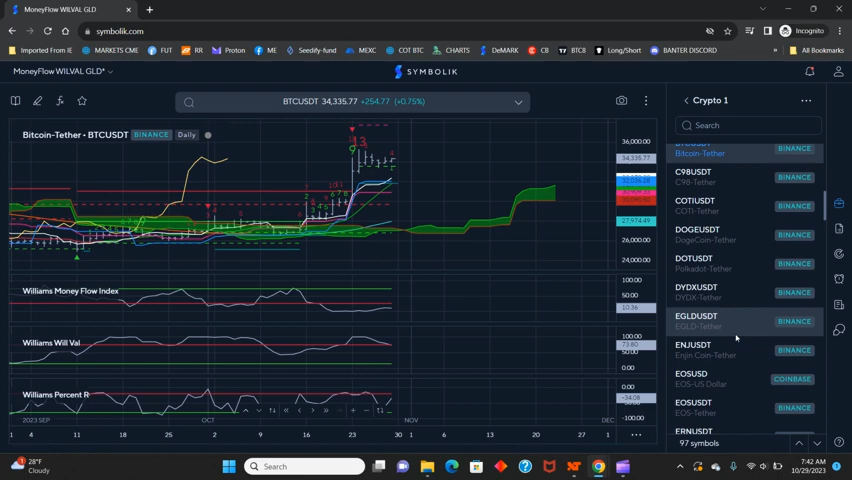 MoneyFlow WILVAL GLD
symbolik.com
Incognito
Imported From IE
MARKETS CME
FUT
RR
Proton
ME
Seedify-fund
MEXC
COT BTC
CHARTS
DeMARK
CB
BTC8
Long/Short
BANTER DISCORD
»
All Bookmarks
MoneyFlow WILVAL GLD*
SYMBOLIK
BTCUSDT 34,335.77 +254.77 (+0.75%)
Crypto 1
Search
Bitcoin-Tether • BTCUSDT BINANCE Daily
36,000.00
34,335.77
27,974.49
26,000.00
24,000.00
Williams Money Flow Index
100.00
50.00
10.36
Williams Will Val
100.00
73.80
50.00
0.00
Williams Percent R
0.00
-34.08
-100.00
2023 SEP
OCT
NOV
DEC
4
11
18
25
2
9
16
23
30
1
6
13
20
27
1
Bitcoin-Tether
BINANCE
C98USDT
C98-Tether
BINANCE
COTIUSDT
COTI-Tether
BINANCE
DOGEUSDT
DogeCoin-Tether
BINANCE
DOTUSDT
Polkadot-Tether
BINANCE
DYDXUSDT
DYDX-Tether
BINANCE
EGLDUSDT
EGLD-Tether
BINANCE
ENJUSDT
Enjin Coin-Tether
BINANCE
EOSUSD
EOS-US Dollar
COINBASE
EOSUSDT
EOS-Tether
BINANCE
97 symbols
28°F
Cloudy
Search
7:42 AM
10/29/2023